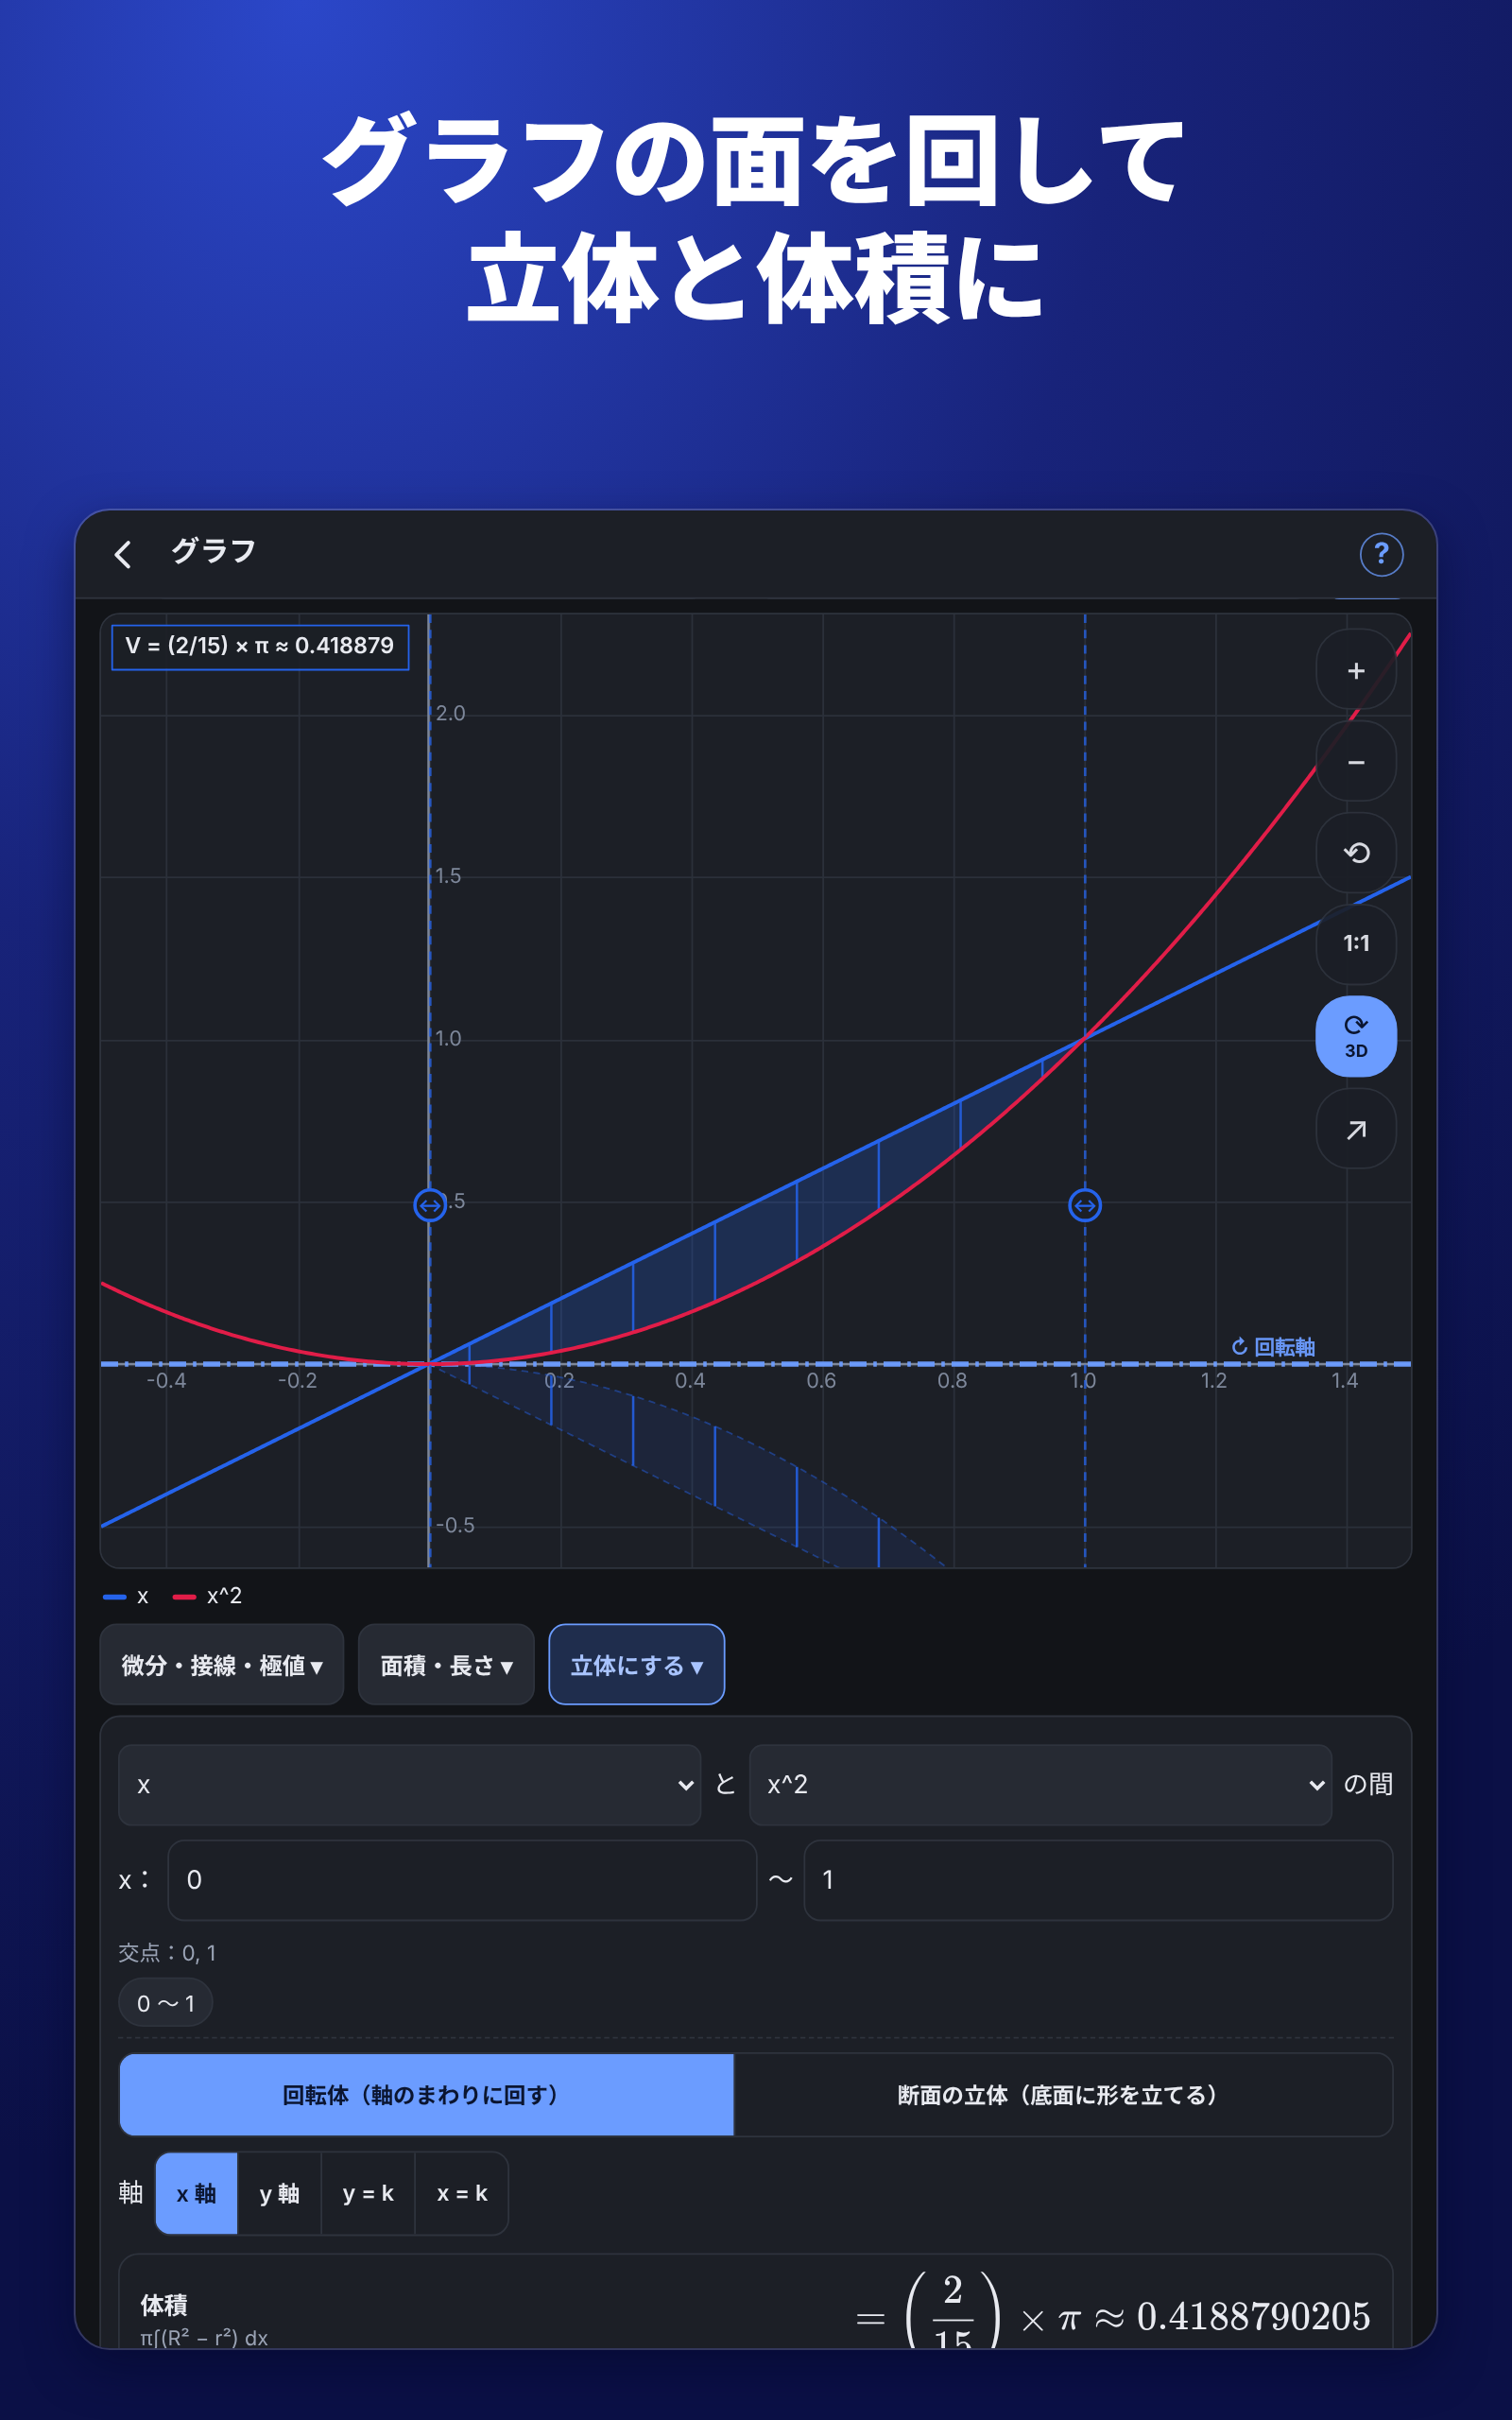 グラフの面を回して
立体と体積に
グラフ
?
V = (2/15) × π ≈ 0.418879
+
−
2.0
1.5
1:1
1.0
3D
.5
回転軸
-0.4 -0.2 0.2 0.4 0.6 0.8 1.0 1.2 1.4
-0.5
x x^2
微分・接線・極値 ▾ 面積・長さ ▾ 立体にする ▾
x と x^2 の間
x： 0 〜 1
交点：0, 1
0 〜 1
回転体（軸のまわりに回す） 断面の立体（底面に形を立てる）
軸 x 軸 y 軸 y = k x = k
体積 = (2/15) × π ≈ 0.4188790205
π∫(R² − r²) dx